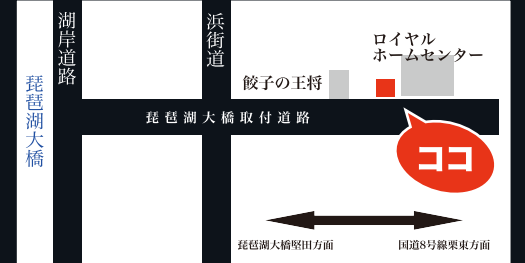 湖岸道路
浜街道
ロイヤル
ホームセンター
餃子の王将
琵琶湖大橋
琵琶湖大橋取付道路
ココ
琵琶湖大橋堅田方面
国道8号線栗東方面